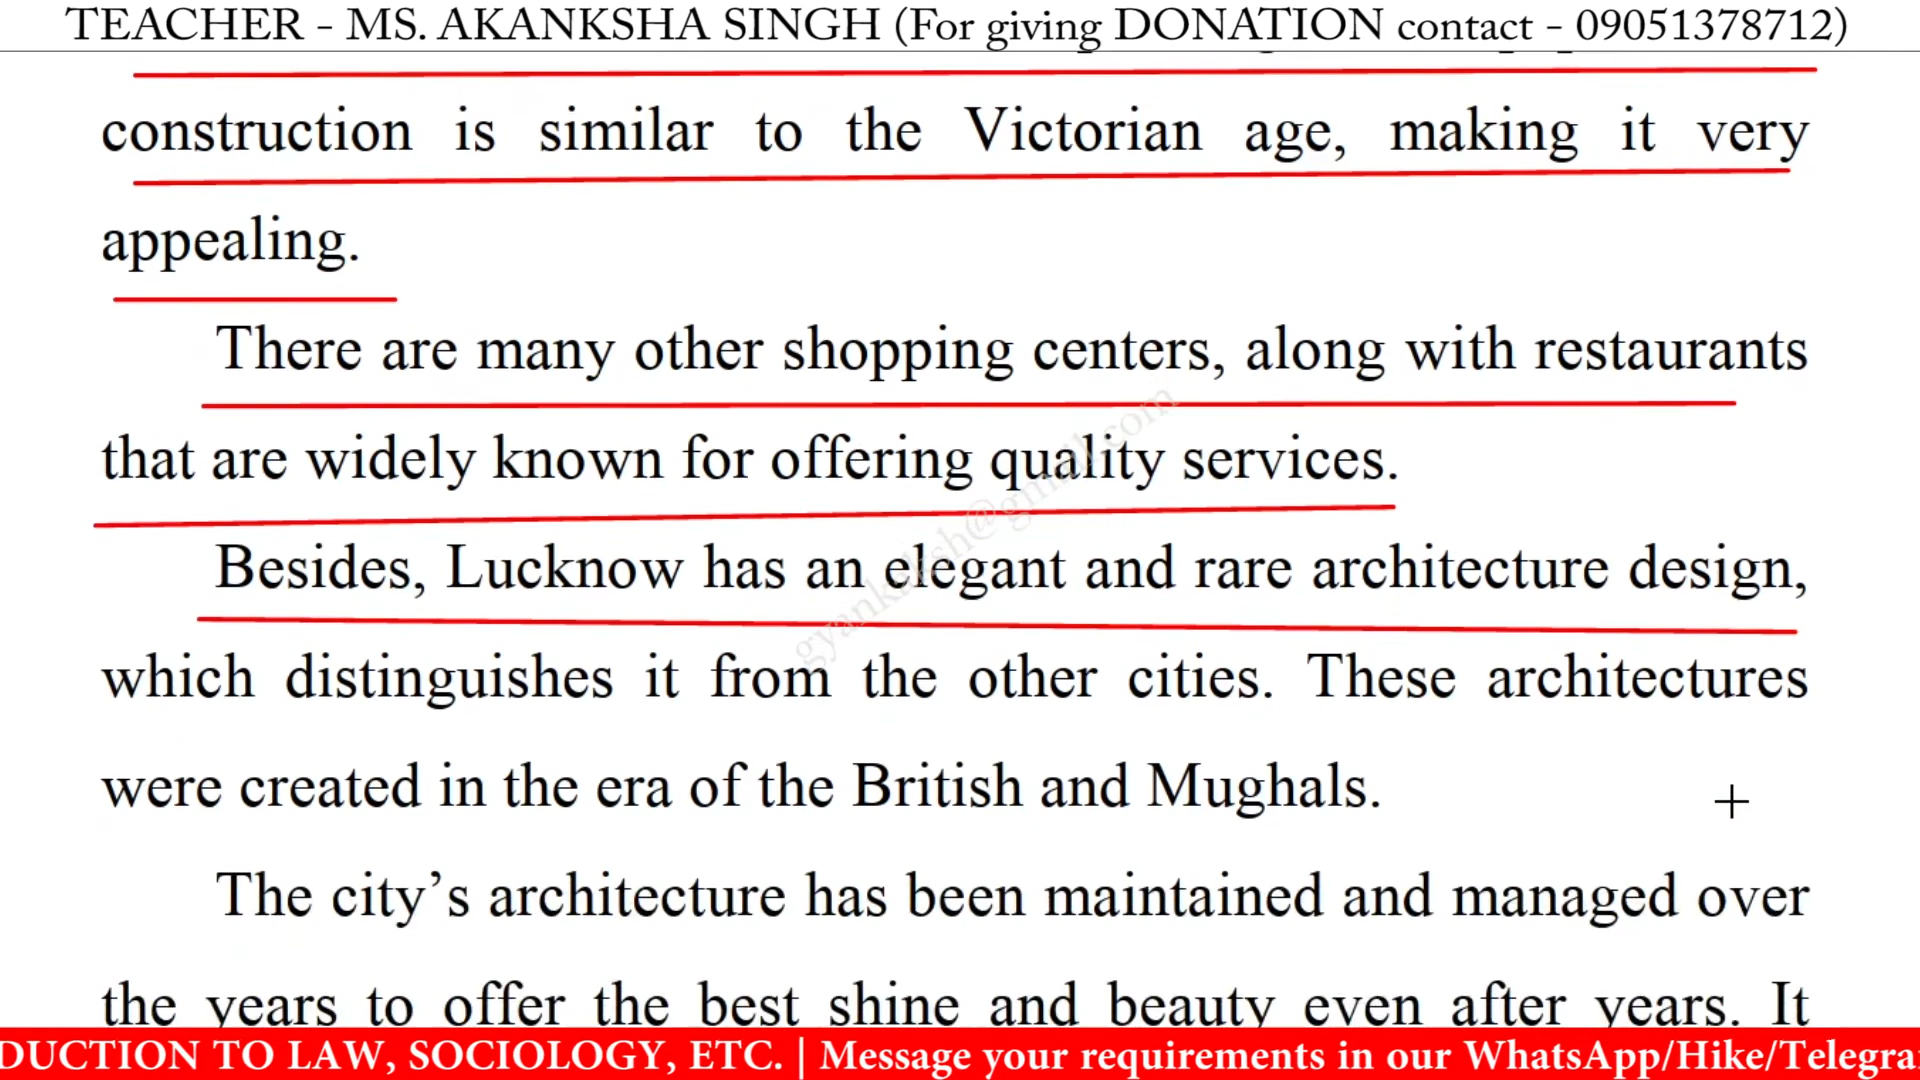 TEACHER - MS. AKANKSHA SINGH (For giving DONATION contact - 09051378712)
construction is similar to the Victorian age, making it very
appealing.
There are many other shopping centers, along with restaurants
that are widely known for offering quality services.
Besides, Lucknow has an elegant and rare architecture design,
which distinguishes it from the other cities. These architectures
were created in the era of the British and Mughals.
The city’s architecture has been maintained and managed over
the years to offer the best shine and beauty even after years. It
DUCTION TO LAW, SOCIOLOGY, ETC. | Message your requirements in our WhatsApp/Hike/Telegra